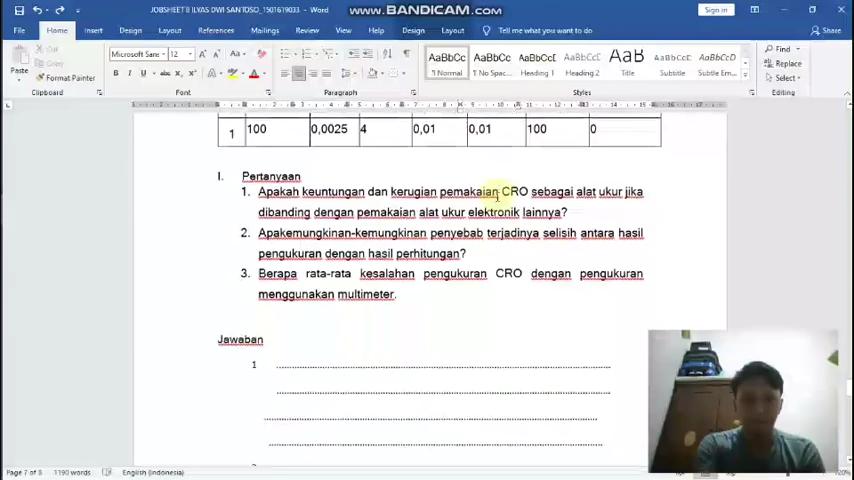 JOBSHEET II ILYAS DWI SANTOSO_1501619033 - Word
WWW.BANDICAM.COM
Sign in
File Home Insert Draw Design Layout References Mailings Review View Help Design Layout Tell me what you want to do Share
Paste
Cut
Copy
Format Painter
Clipboard
Microsoft Sans 12
Font
Paragraph
AaBbCc AaBbCc AaBbCc AaBbCc AaB AaBbCc AaBbCcD
¶ Normal ¶ No Spac... Heading 1 Heading 2 Title Subtitle Subtle Em...
Styles
Find
Replace
Select
Editing
1 100 0,0025 4 0,01 0,01 100 0
I. Pertanyaan
1. Apakah keuntungan dan kerugian pemakaian CRO sebagai alat ukur jika
dibanding dengan pemakaian alat ukur elektronik lainnya?
2. Apakemungkinan-kemungkinan penyebab terjadinya selisih antara hasil
pengukuran dengan hasil perhitungan?
3. Berapa rata-rata kesalahan pengukuran CRO dengan pengukuran
menggunakan multimeter.
Jawaban
1
Page 7 of 8 1190 words English (Indonesia)
120%